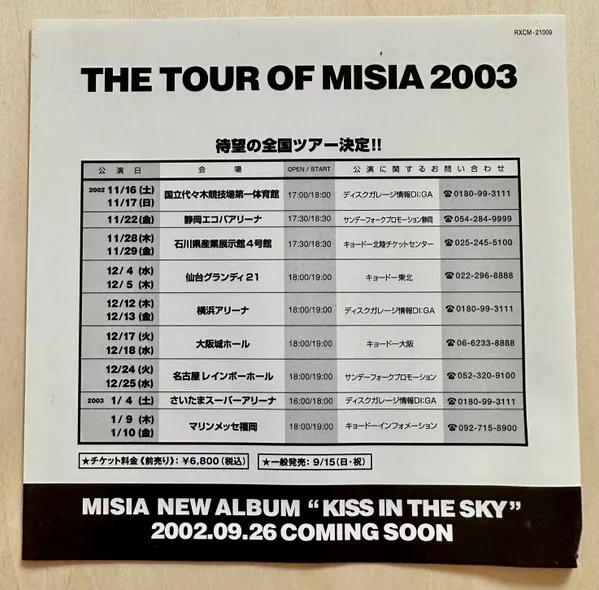 RXCM-21009
THE TOUR OF MISIA 2003
待望の全国ツアー決定!!
公演日 会場 OPEN/START 公演に関するお問い合わせ
2002 11/16(土) 国立代々木競技場第一体育館 17:00/18:00 ディスクガレージ情報DI:GA ☎0180-99-3111
11/17(日)
11/22(金) 静岡エコパアリーナ 17:30/18:30 サンデーフォークプロモーション静岡 ☎054-284-9999
11/28(木) 石川県産業展示館4号館 17:30/18:30 キョードー北陸チケットセンター ☎025-245-5100
11/29(金)
12/4(水) 仙台グランディ21 18:00/19:00 キョードー東北 ☎022-296-8888
12/5(木)
12/12(木) 横浜アリーナ 18:00/19:00 ディスクガレージ情報DI:GA ☎0180-99-3111
12/13(金)
12/17(火) 大阪城ホール 18:00/19:00 キョードー大阪 ☎06-6233-8888
12/18(水)
12/24(火) 名古屋レインボーホール 18:00/19:00 サンデーフォークプロモーション ☎052-320-9100
12/25(水)
2003 1/4(土) さいたまスーパーアリーナ 16:00/18:00 ディスクガレージ情報DI:GA ☎0180-99-3111
1/9(木) マリンメッセ福岡 18:00/19:00 キョードーインフォメーション ☎092-715-8900
1/10(金)
★チケット料金《前売り》:¥6,800(税込) ★一般発売:9/15(日・祝)
MISIA NEW ALBUM “KISS IN THE SKY”
2002.09.26 COMING SOON